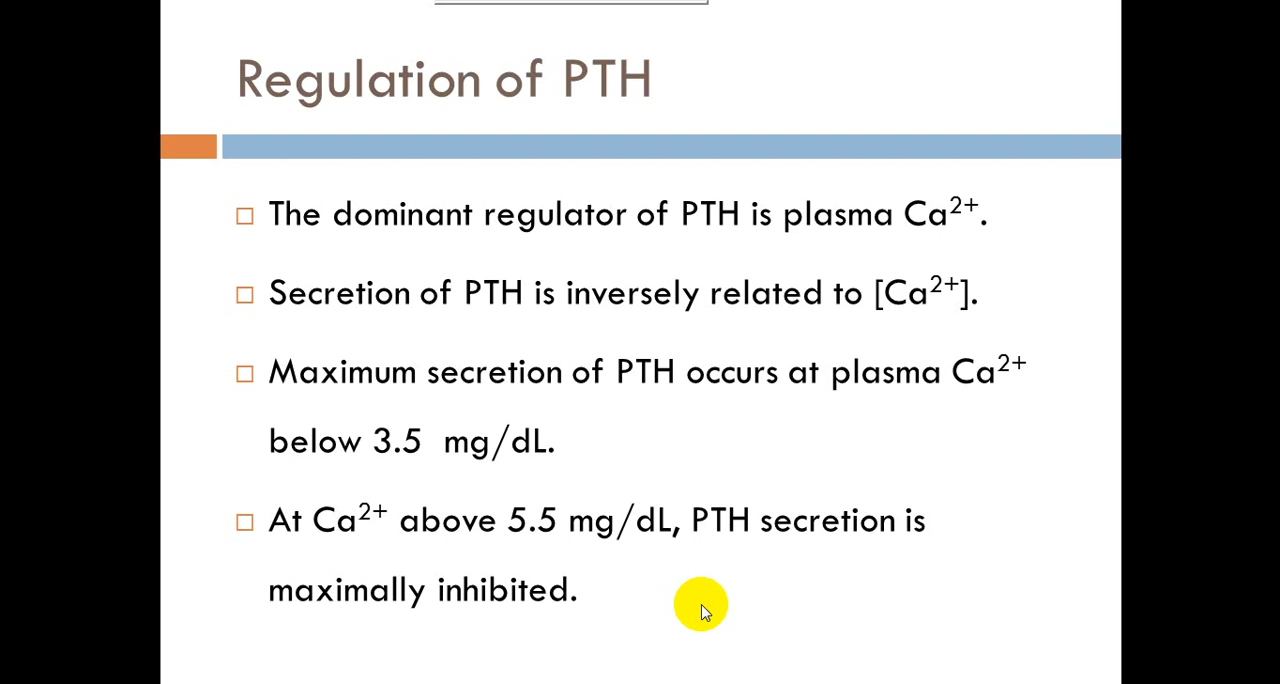 Regulation of PTH
The dominant regulator of PTH is plasma Ca²⁺.
Secretion of PTH is inversely related to [Ca²⁺].
Maximum secretion of PTH occurs at plasma Ca²⁺
below 3.5 mg/dL.
At Ca²⁺ above 5.5 mg/dL, PTH secretion is
maximally inhibited.